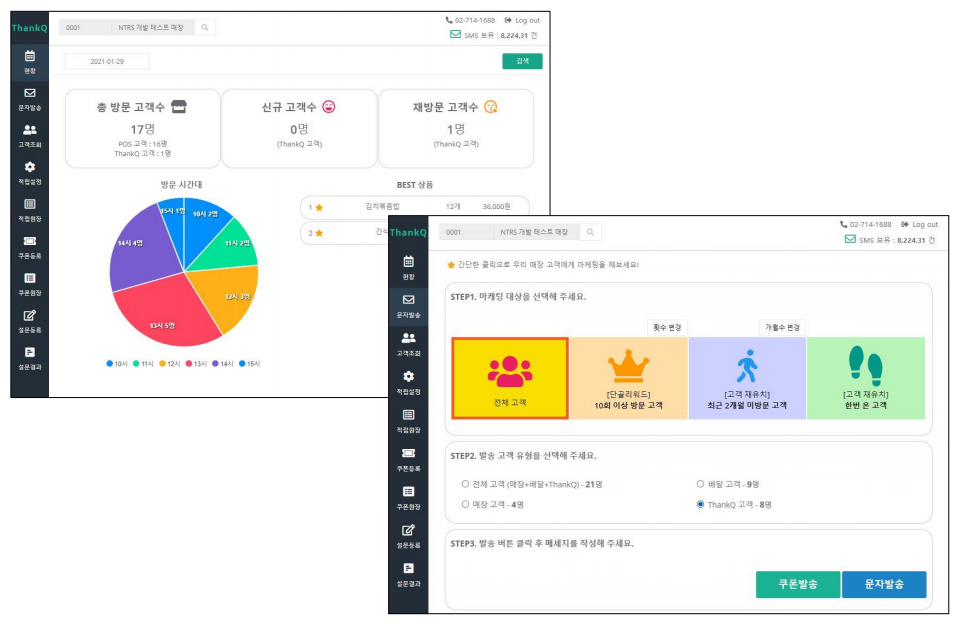 ThankQ
0001 NTRS 개발 테스트 매장
02-714-1688 Log out
SMS 보유 : 8,224.31 건
현황
문자발송
고객조회
적립설정
적립원장
쿠폰등록
쿠폰원장
설문등록
설문결과
2021-01-29
검색
총 방문 고객수
17명
POS 고객 : 16명
ThankQ 고객 : 1명
신규 고객수
0명
(ThankQ 고객)
재방문 고객수
1명
(ThankQ 고객)
방문 시간대
15시 1명
10시 2명
14시 4명
11시 2명
12시 3명
13시 5명
10시 11시 12시 13시 14시 15시
BEST 상품
1 김치볶음밥 12개 36,000원
2
ThankQ
0001 NTRS 개발 테스트 매장
02-714-1688 Log out
SMS 보유 : 8,224.31 건
현황
문자발송
고객조회
적립설정
적립원장
쿠폰등록
쿠폰원장
설문등록
설문결과
간단한 클릭으로 우리 매장 고객에게 마케팅을 해보세요!
STEP1. 마케팅 대상을 선택해 주세요.
횟수 변경
개월수 변경
전체 고객
[단골리워드]
10회 이상 방문 고객
[고객 재유치]
최근 2개월 미방문 고객
[고객 재유치]
한번 온 고객
STEP2. 발송 고객 유형을 선택해 주세요.
전체 고객 (매장+배달+ThankQ) - 21명
배달 고객 - 9명
매장 고객 - 4명
ThankQ 고객 - 8명
STEP3. 발송 버튼 클릭 후 메세지를 작성해 주세요.
쿠폰발송
문자발송